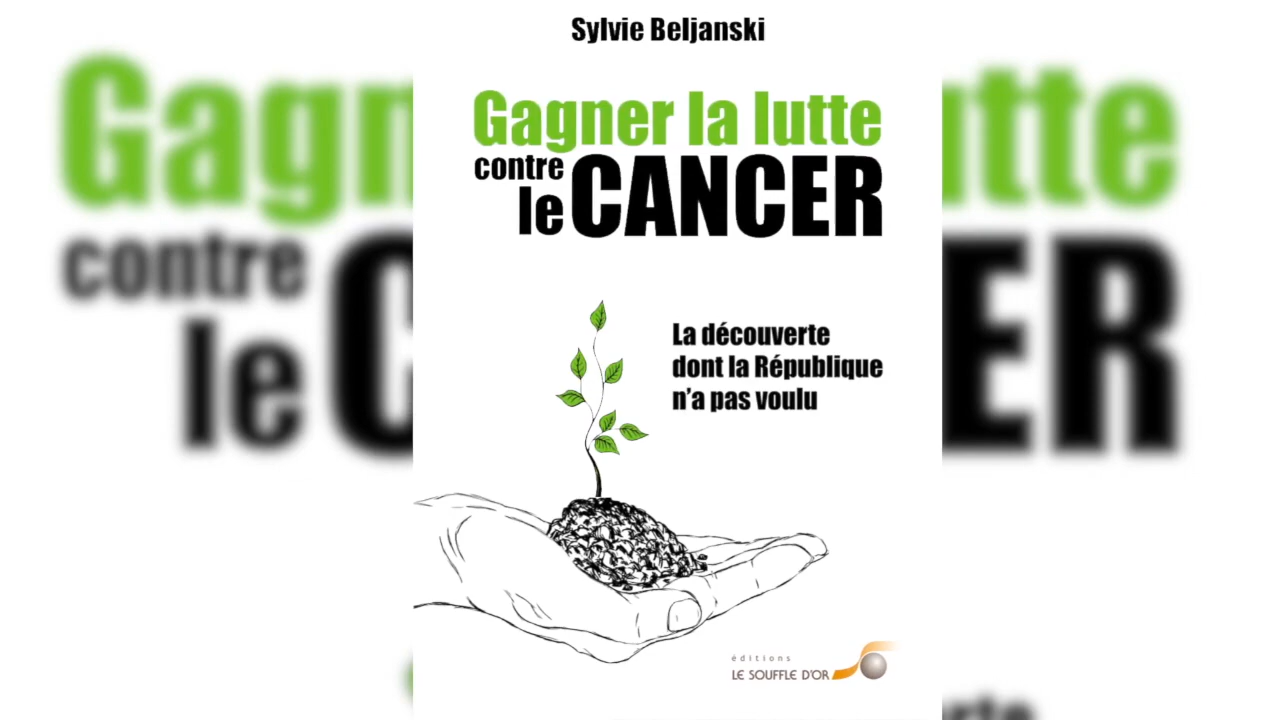 Sylvie Beljanski
Gagner la lutte
contre
le CANCER
La découverte
dont la République
n'a pas voulu
éditions
LE SOUFFLE D'OR